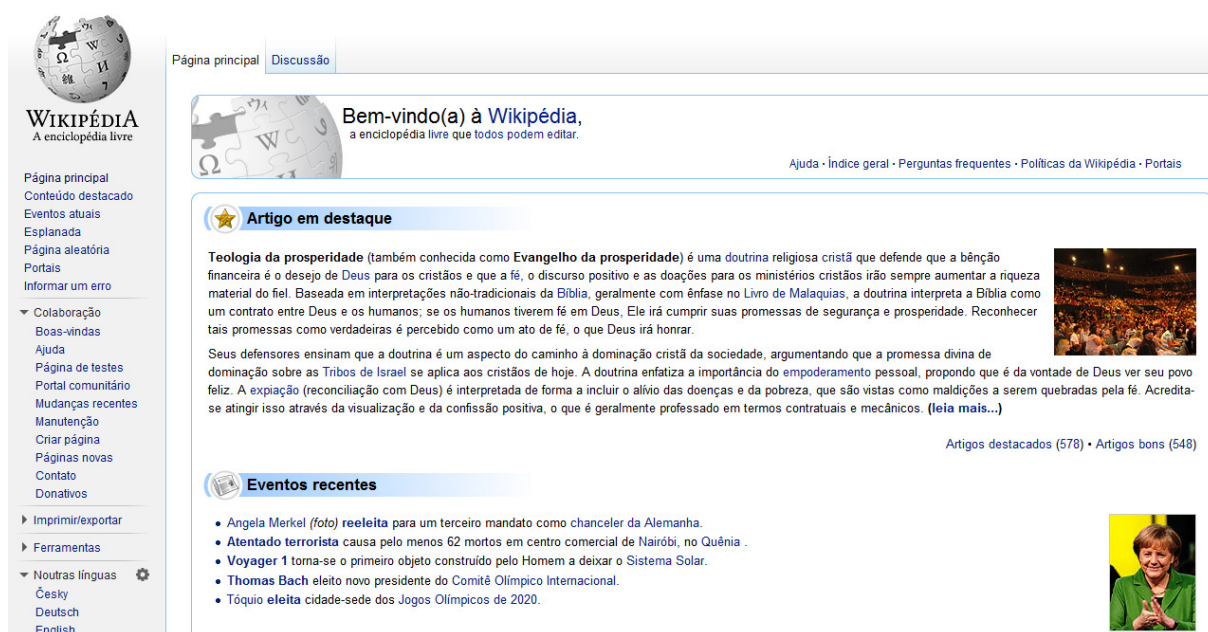 WIKIPÉDIA
A enciclopédia livre
Página principal
Conteúdo destacado
Eventos atuais
Esplanada
Página aleatória
Portais
Informar um erro
Colaboração
Boas-vindas
Ajuda
Página de testes
Portal comunitário
Mudanças recentes
Manutenção
Criar página
Páginas novas
Contato
Donativos
Imprimir/exportar
Ferramentas
Noutras línguas
Česky
Deutsch
English
Página principal Discussão
Bem-vindo(a) à Wikipédia,
a enciclopédia livre que todos podem editar.
Ajuda · Índice geral · Perguntas frequentes · Políticas da Wikipédia · Portais
Artigo em destaque
Teologia da prosperidade (também conhecida como Evangelho da prosperidade) é uma doutrina religiosa cristã que defende que a bênção
financeira é o desejo de Deus para os cristãos e que a fé, o discurso positivo e as doações para os ministérios cristãos irão sempre aumentar a riqueza
material do fiel. Baseada em interpretações não-tradicionais da Bíblia, geralmente com ênfase no Livro de Malaquias, a doutrina interpreta a Bíblia como
um contrato entre Deus e os humanos; se os humanos tiverem fé em Deus, Ele irá cumprir suas promessas de segurança e prosperidade. Reconhecer
tais promessas como verdadeiras é percebido como um ato de fé, o que Deus irá honrar.
Seus defensores ensinam que a doutrina é um aspecto do caminho à dominação cristã da sociedade, argumentando que a promessa divina de
dominação sobre as Tribos de Israel se aplica aos cristãos de hoje. A doutrina enfatiza a importância do empoderamento pessoal, propondo que é da vontade de Deus ver seu povo
feliz. A expiação (reconciliação com Deus) é interpretada de forma a incluir o alívio das doenças e da pobreza, que são vistas como maldições a serem quebradas pela fé. Acredita-
se atingir isso através da visualização e da confissão positiva, o que é geralmente professado em termos contratuais e mecânicos. (leia mais...)
Artigos destacados (578) • Artigos bons (548)
Eventos recentes
• Angela Merkel (foto) reeleita para um terceiro mandato como chanceler da Alemanha.
• Atentado terrorista causa pelo menos 62 mortos em centro comercial de Nairóbi, no Quênia .
• Voyager 1 torna-se o primeiro objeto construído pelo Homem a deixar o Sistema Solar.
• Thomas Bach eleito novo presidente do Comitê Olímpico Internacional.
• Tóquio eleita cidade-sede dos Jogos Olímpicos de 2020.